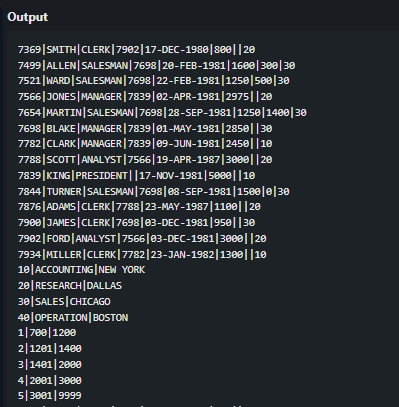 Output
7369|SMITH|CLERK|7902|17-DEC-1980|800||20
7499|ALLEN|SALESMAN|7698|20-FEB-1981|1600|300|30
7521|WARD|SALESMAN|7698|22-FEB-1981|1250|500|30
7566|JONES|MANAGER|7839|02-APR-1981|2975||20
7654|MARTIN|SALESMAN|7698|28-SEP-1981|1250|1400|30
7698|BLAKE|MANAGER|7839|01-MAY-1981|2850||30
7782|CLARK|MANAGER|7839|09-JUN-1981|2450||10
7788|SCOTT|ANALYST|7566|19-APR-1987|3000||20
7839|KING|PRESIDENT||17-NOV-1981|5000||10
7844|TURNER|SALESMAN|7698|08-SEP-1981|1500|0|30
7876|ADAMS|CLERK|7788|23-MAY-1987|1100||20
7900|JAMES|CLERK|7698|03-DEC-1981|950||30
7902|FORD|ANALYST|7566|03-DEC-1981|3000||20
7934|MILLER|CLERK|7782|23-JAN-1982|1300||10
10|ACCOUNTING|NEW YORK
20|RESEARCH|DALLAS
30|SALES|CHICAGO
40|OPERATION|BOSTON
1|700|1200
2|1201|1400
3|1401|2000
4|2001|3000
5|3001|9999